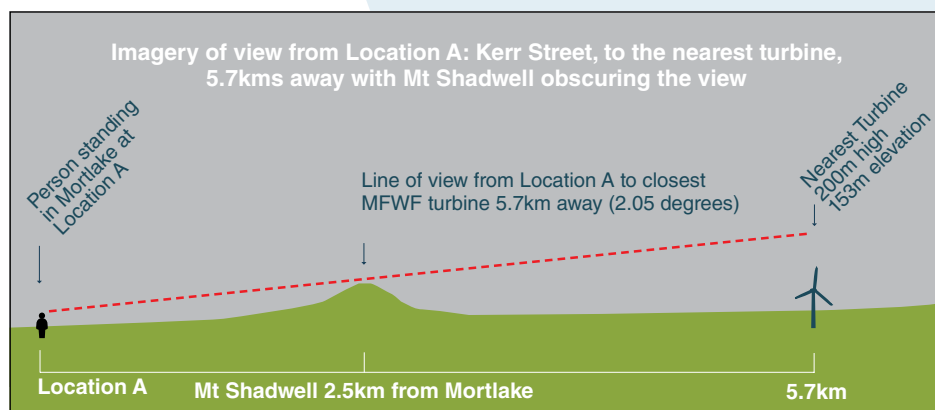 Imagery of view from Location A: Kerr Street, to the nearest turbine,
5.7kms away with Mt Shadwell obscuring the view
Person standing
in Mortlake at
Location A
Line of view from Location A to closest
MFWF turbine 5.7km away (2.05 degrees)
Nearest Turbine
200m high
153m elevation
Location A
Mt Shadwell 2.5km from Mortlake
5.7km